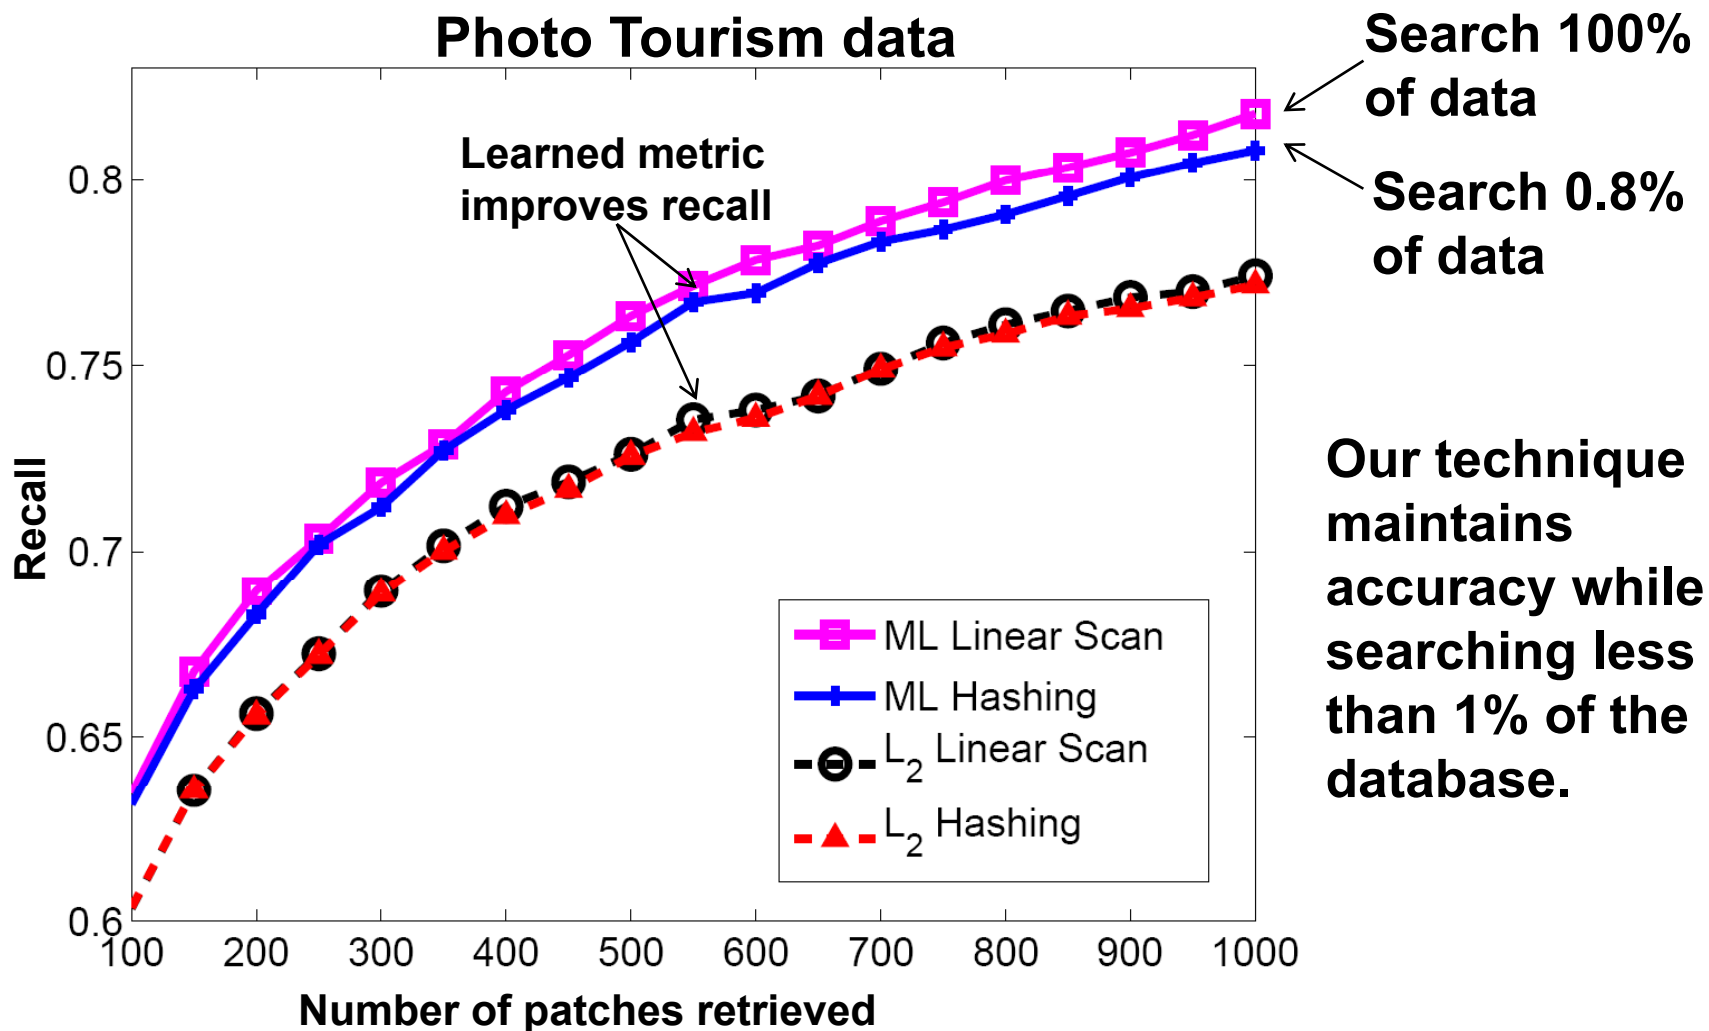 Photo Tourism data
Search 100%
of data
Learned metric
improves recall
Search 0.8%
of data
0.8
0.75
0.7
0.65
0.6
Recall
ML Linear Scan
ML Hashing
L2 Linear Scan
L2 Hashing
Our technique
maintains
accuracy while
searching less
than 1% of the
database.
100 200 300 400 500 600 700 800 900 1000
Number of patches retrieved